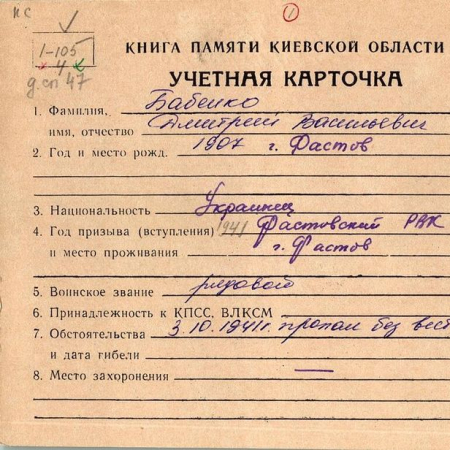 КС
1
1-105
4
д.сп 47
КНИГА ПАМЯТИ КИЕВСКОЙ ОБЛАСТИ
УЧЕТНАЯ КАРТОЧКА
1. Фамилия, Бабенко
имя, отчество Дмитрий Васильевич
2. Год и место рожд. 1907 г. Фастов
3. Национальность Украинец
4. Год призыва (вступления) 1941 Фастовский РВК
и место проживания г. Фастов
5. Воинское звание рядовой
6. Принадлежность к КПСС, ВЛКСМ
7. Обстоятельства 3.10.1941г. пропал без вест
и дата гибели
8. Место захоронения —